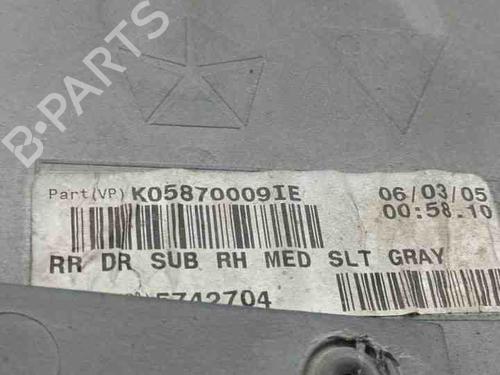 B-PARTS
Part(VP) K05870009IE
06/03/05
00:58.10
RR DR SUB RH MED SLT GRAY
5742704